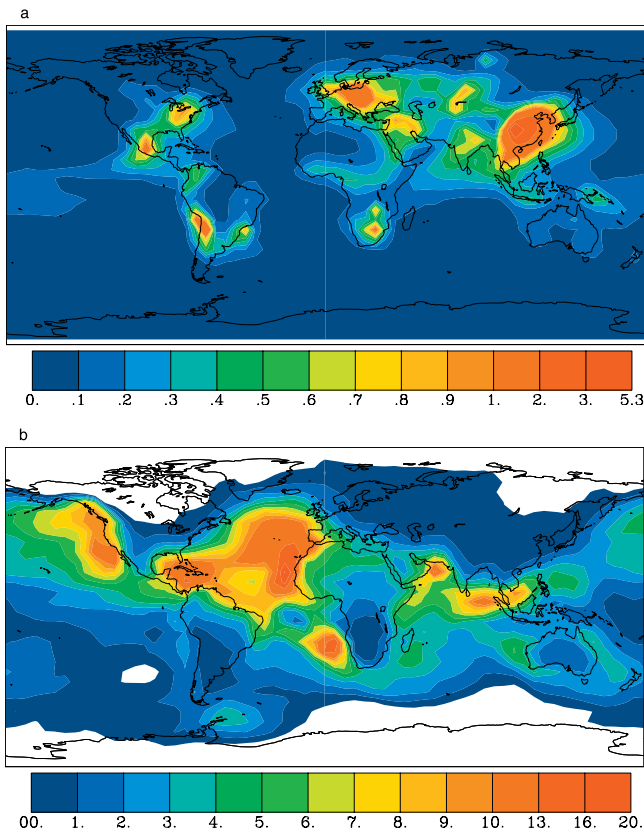 a
0. .1 .2 .3 .4 .5 .6 .7 .8 .9 1. 2. 3. 5.3
b
00. 1. 2. 3. 4. 5. 6. 7. 8. 9. 10. 13. 16. 20.